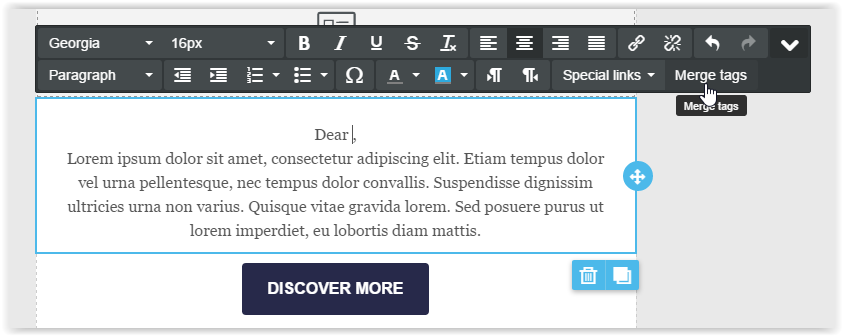 Georgia 16px B I U S Tx
Paragraph Ω A A Special links Merge tags
Merge tags
Dear ,
Lorem ipsum dolor sit amet, consectetur adipiscing elit. Etiam tempus dolor
vel urna pellentesque, nec tempus dolor convallis. Suspendisse dignissim
ultricies urna non varius. Quisque vitae gravida lorem. Sed posuere purus ut
lorem imperdiet, eu lobortis diam mattis.
DISCOVER MORE